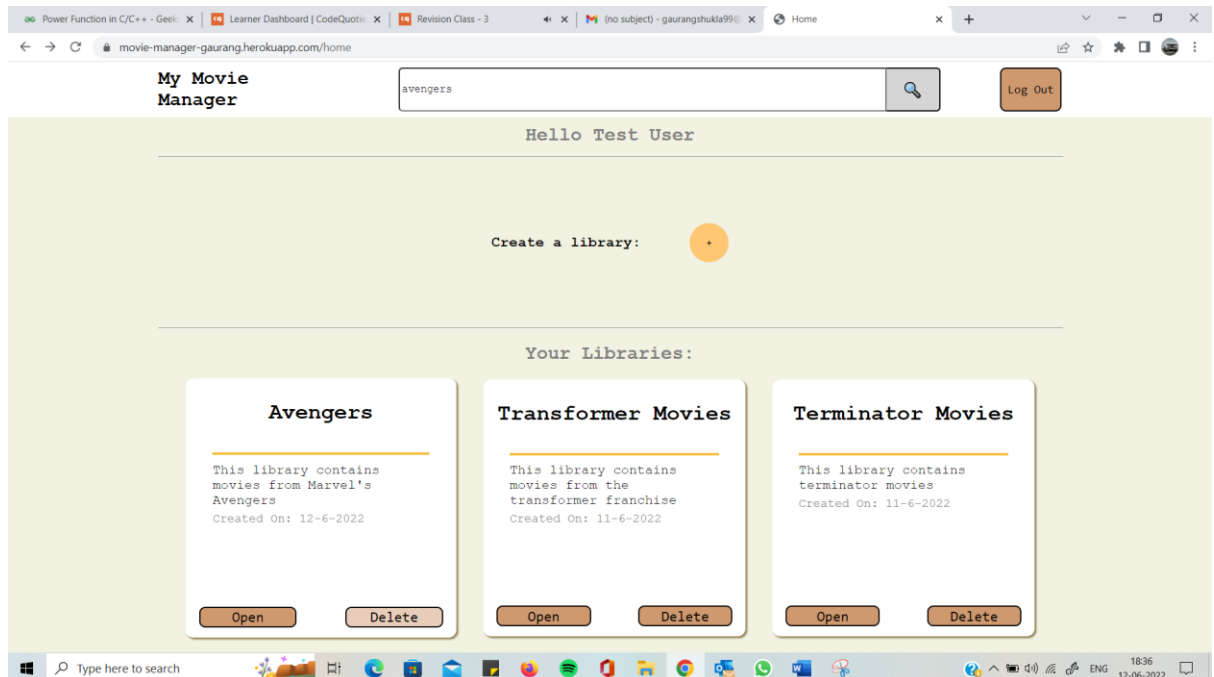 Power Function in C/C++ - Geek
Learner Dashboard | CodeQuotie
Revision Class - 3
(no subject) - gaurangshukla99@
Home
movie-manager-gaurang.herokuapp.com/home
My Movie
Manager
avengers
Log Out
Hello Test User
Create a library:
+
Your Libraries:
Avengers
This library contains
movies from Marvel's
Avengers
Created On: 12-6-2022
Open
Delete
Transformer Movies
This library contains
movies from the
transformer franchise
Created On: 11-6-2022
Open
Delete
Terminator Movies
This library contains
terminator movies
Created On: 11-6-2022
Open
Delete
Type here to search
ENG
18:36
12-06-2022